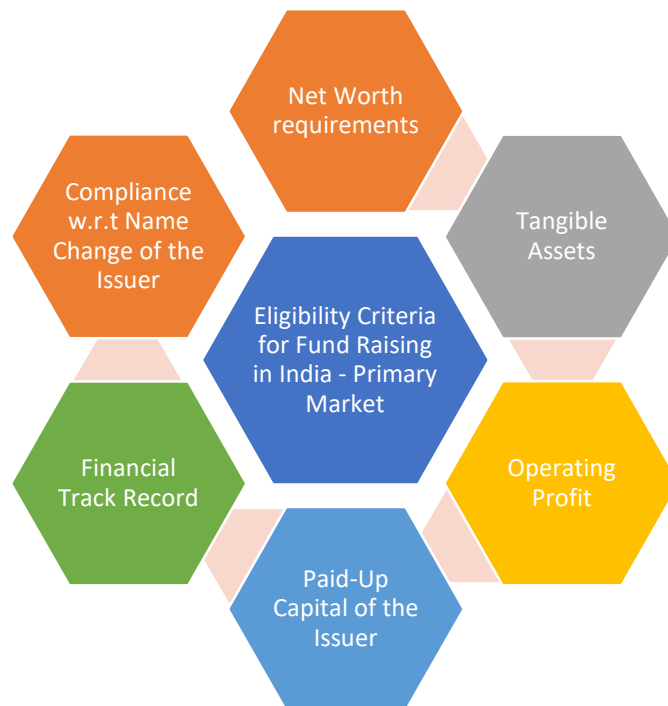 Net Worth
requirements
Tangible
Assets
Operating
Profit
Paid-Up
Capital of the
Issuer
Financial
Track Record
Compliance
w.r.t Name
Change of the
Issuer
Eligibility Criteria
for Fund Raising
in India - Primary
Market